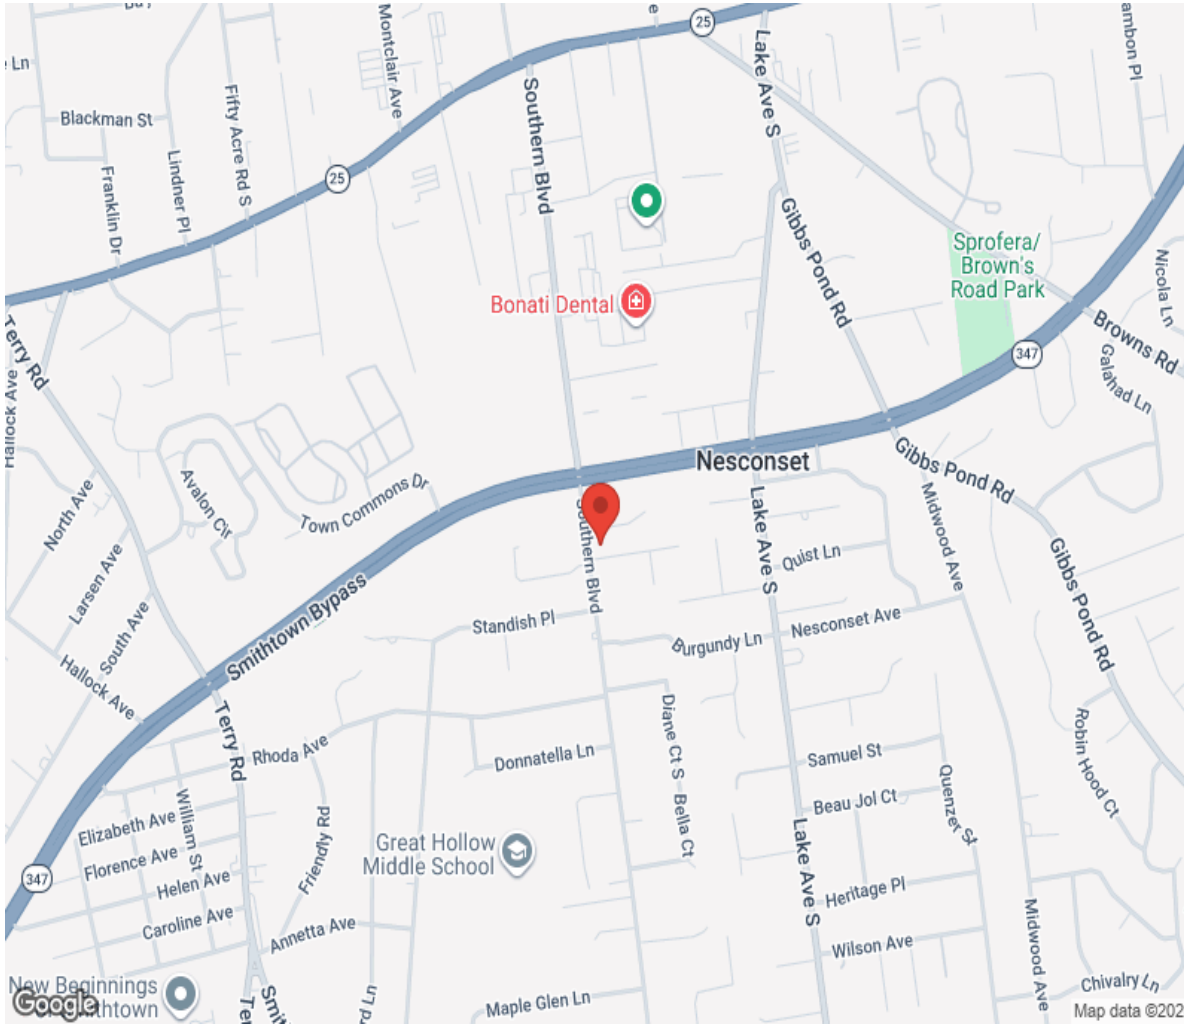 25
Ln
Blackman St
Montclair Ave
Fifty Acre Rd S
Lindner Pl
Franklin Dr
25
Southern Blvd
Lake Ave S
Gibbs Pond Rd
Sprofera/
Brown's
Road Park
Nicola Ln
Bonati Dental
Browns Rd
347
Galahad Ln
Terry Rd
Hallock Ave
Nesconset
Gibbs Pond Rd
North Ave
Avalon Cir
Town Commons Dr
Southern Blvd
Lake Ave S
Midwood Ave
Quist Ln
Gibbs Pond Rd
Larsen Ave
South Ave
Smithtown Bypass
Standish Pl
Burgundy Ln
Nesconset Ave
Hallock Ave
Terry Rd
Rhoda Ave
Donnatella Ln
Diane Ct S
Bella Ct
Samuel St
Beau Jol Ct
Quenzer St
Robin Hood Ct
Elizabeth Ave
William St
Florence Ave
Helen Ave
Caroline Ave
Friendly Rd
Annetta Ave
347
Great Hollow
Middle School
Lake Ave S
Heritage Pl
Wilson Ave
Midwood Ave
Chivalry Ln
Maple Glen Ln
New Beginnings
Google
Map data ©202